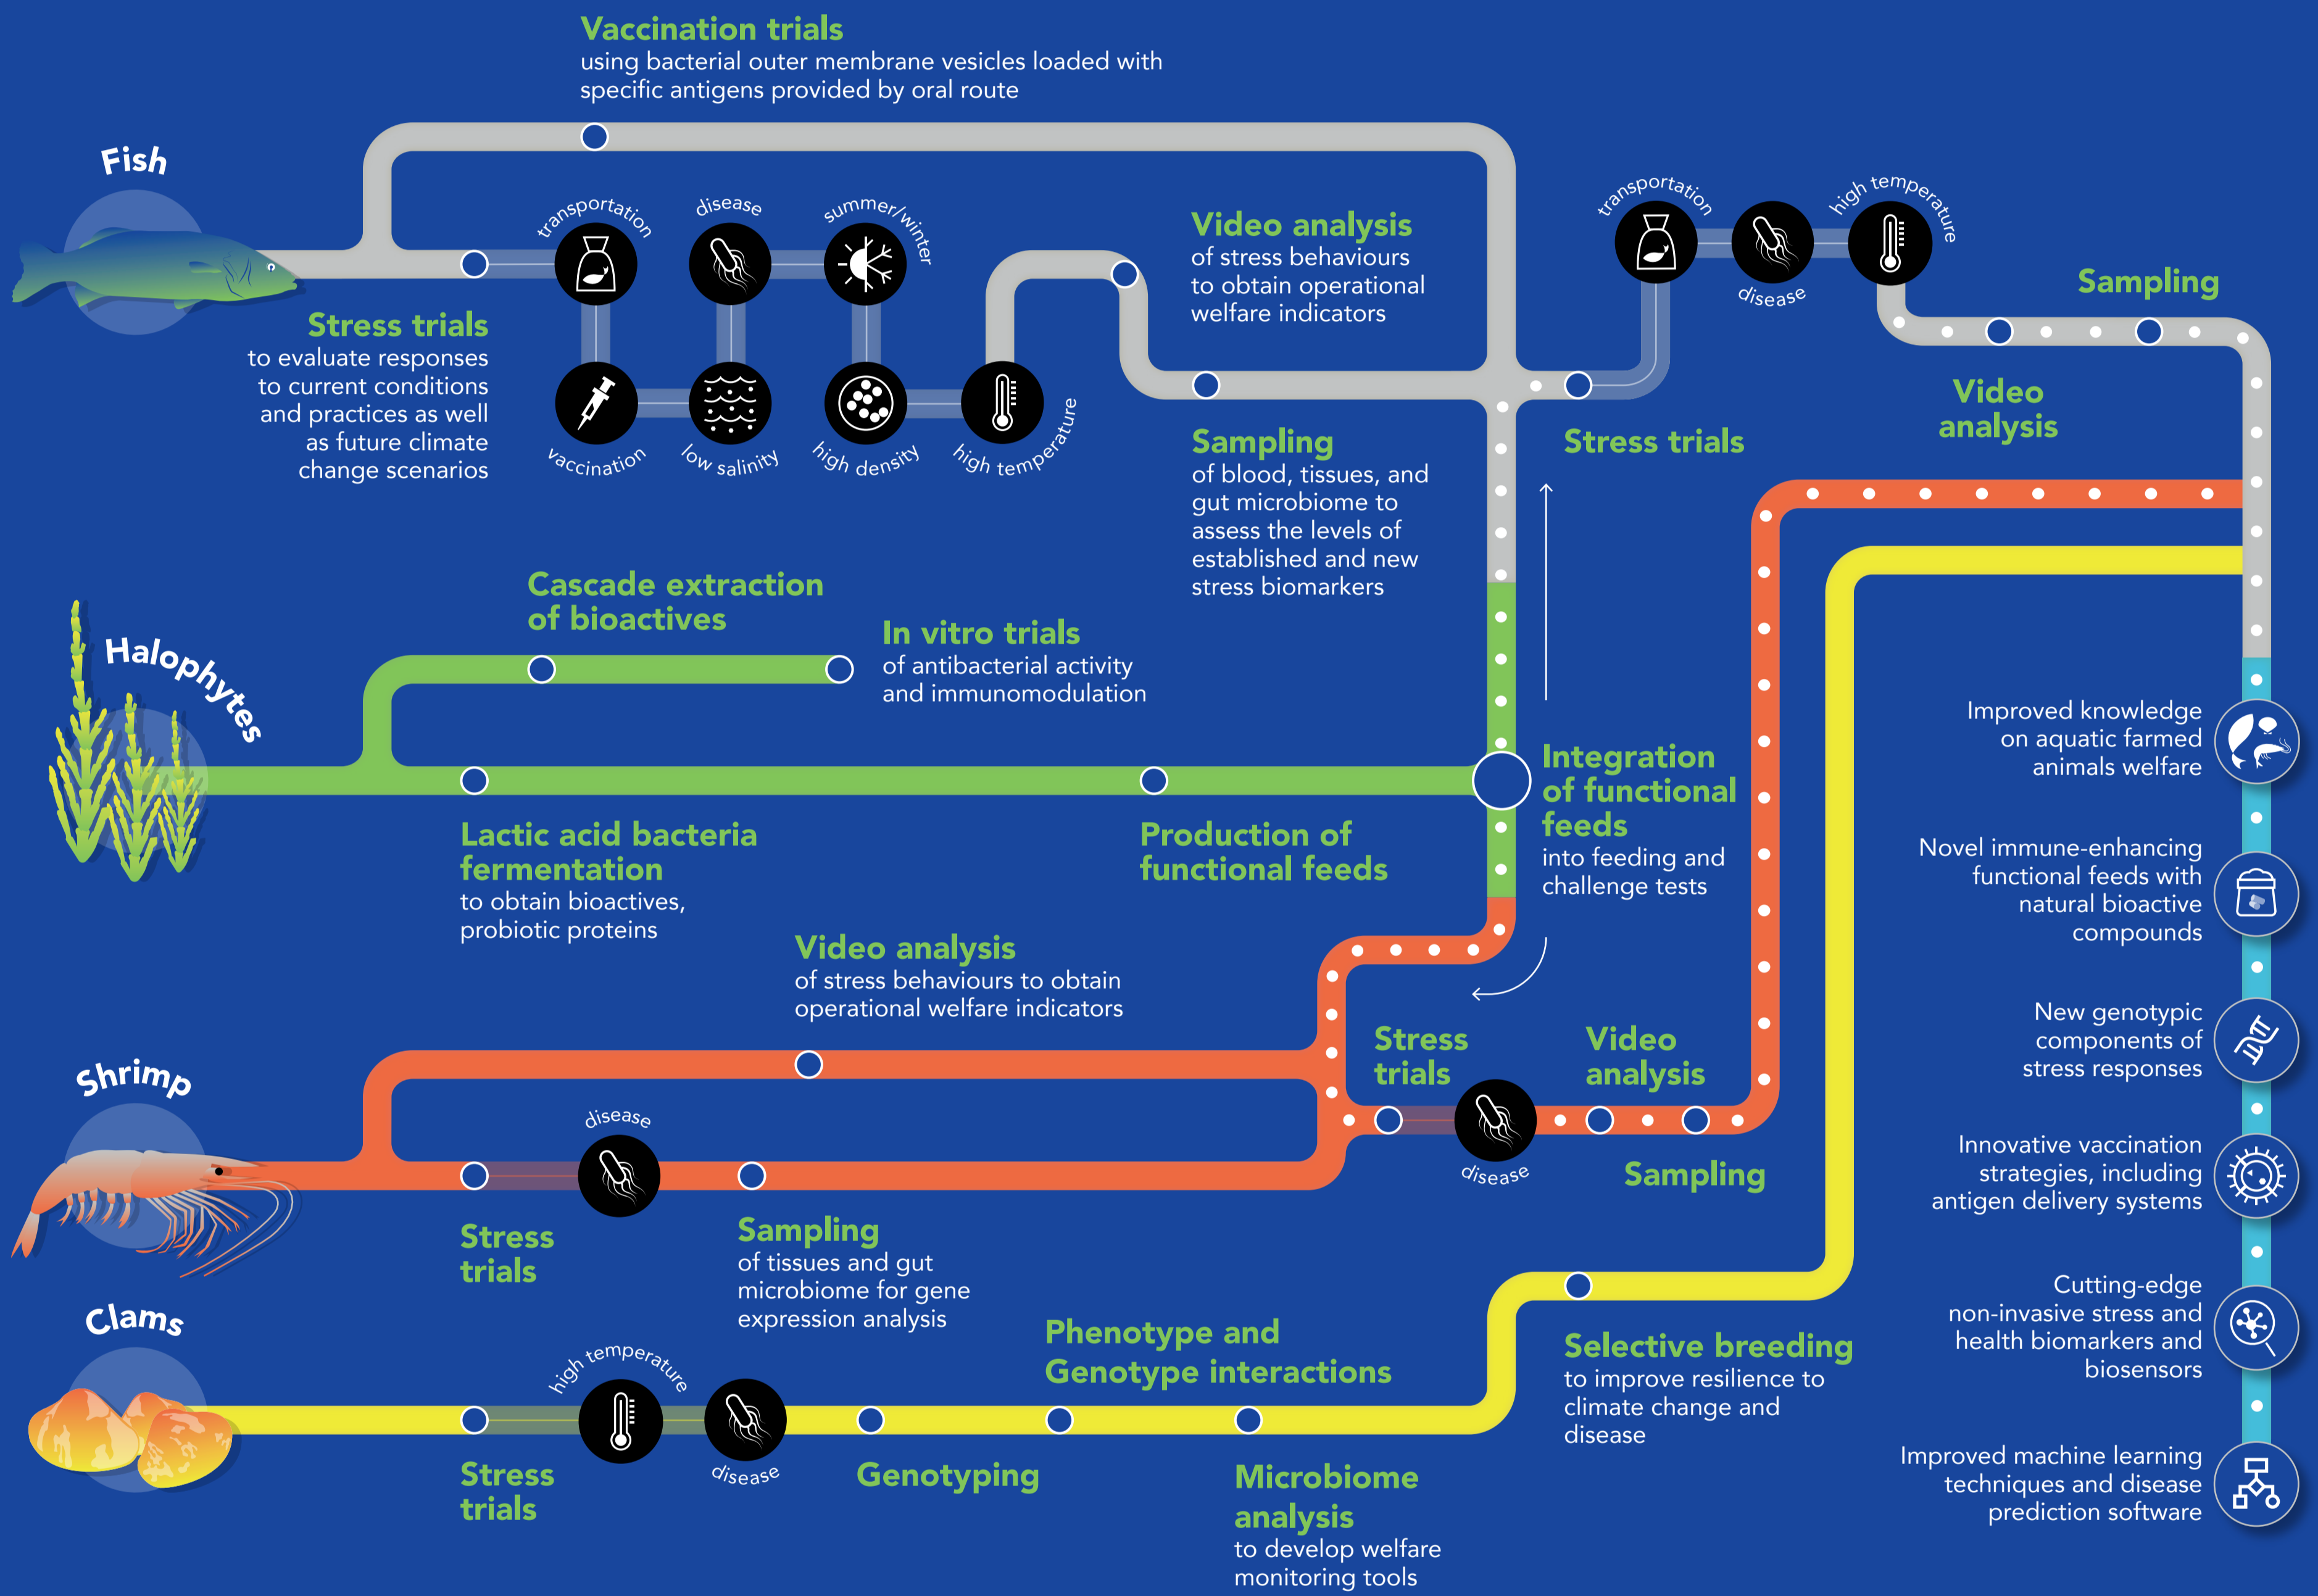 Vaccination trials
using bacterial outer membrane vesicles loaded with
specific antigens provided by oral route
Fish
Stress trials
to evaluate responses
to current conditions
and practices as well
as future climate
change scenarios
transportation
disease
summer/winter
vaccination
low salinity
high density
high temperature
Video analysis
of stress behaviours
to obtain operational
welfare indicators
Sampling
of blood, tissues, and
gut microbiome to
assess the levels of
established and new
stress biomarkers
Stress trials
transportation
disease
high temperature
Video
analysis
Sampling
Halophytes
Cascade extraction
of bioactives
In vitro trials
of antibacterial activity
and immunomodulation
Lactic acid bacteria
fermentation
to obtain bioactives,
probiotic proteins
Production of
functional feeds
Integration
of functional
feeds
into feeding and
challenge tests
Shrimp
Video analysis
of stress behaviours to obtain
operational welfare indicators
Stress
trials
disease
Sampling
of tissues and gut
microbiome for gene
expression analysis
Stress
trials
disease
Video
analysis
Sampling
Clams
Stress
trials
high temperature
disease
Genotyping
Phenotype and
Genotype interactions
Microbiome
analysis
to develop welfare
monitoring tools
Selective breeding
to improve resilience to
climate change and
disease
Improved knowledge
on aquatic farmed
animals welfare
Novel immune-enhancing
functional feeds with
natural bioactive
compounds
New genotypic
components of
stress responses
Innovative vaccination
strategies, including
antigen delivery systems
Cutting-edge
non-invasive stress and
health biomarkers and
biosensors
Improved machine learning
techniques and disease
prediction software